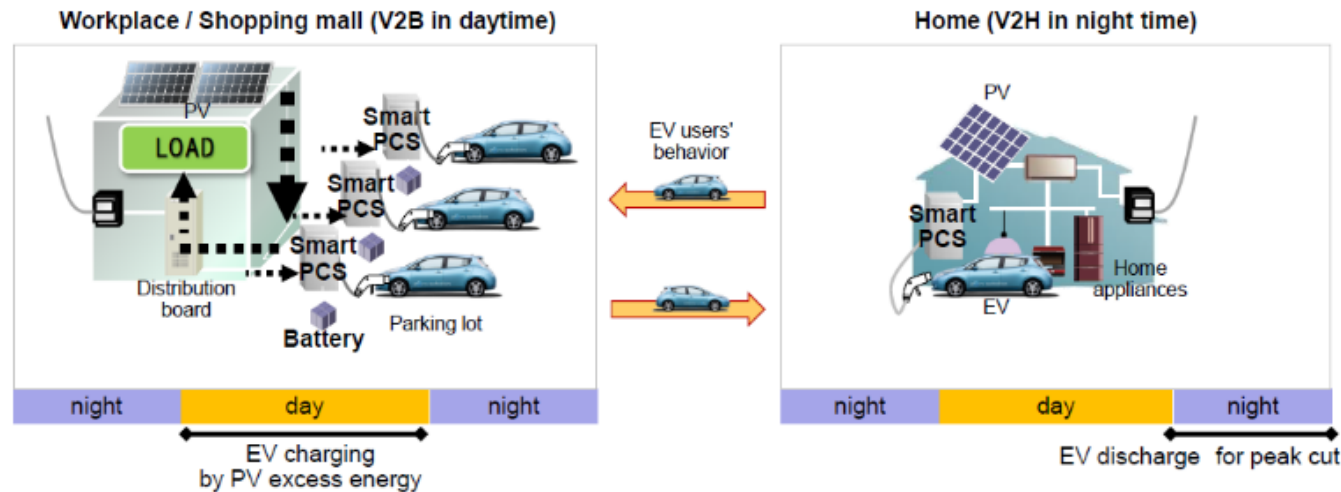 Workplace / Shopping mall (V2B in daytime)
PV
LOAD
Smart
PCS
Smart
PCS
Smart
PCS
Distribution
board
Battery
Parking lot
night
day
night
EV charging
by PV excess energy
EV users'
behavior
Home (V2H in night time)
PV
Smart
PCS
EV
Home
appliances
night
day
night
EV discharge for peak cut